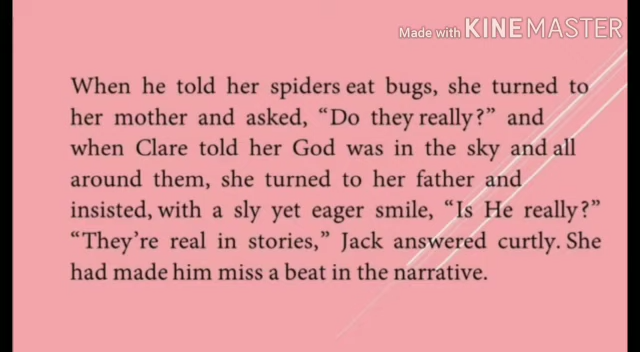 Made with KINEMASTER
When he told her spiders eat bugs, she turned to
her mother and asked, “Do they really?” and
when Clare told her God was in the sky and all
around them, she turned to her father and
insisted, with a sly yet eager smile, “Is He really?”
“They’re real in stories,” Jack answered curtly. She
had made him miss a beat in the narrative.